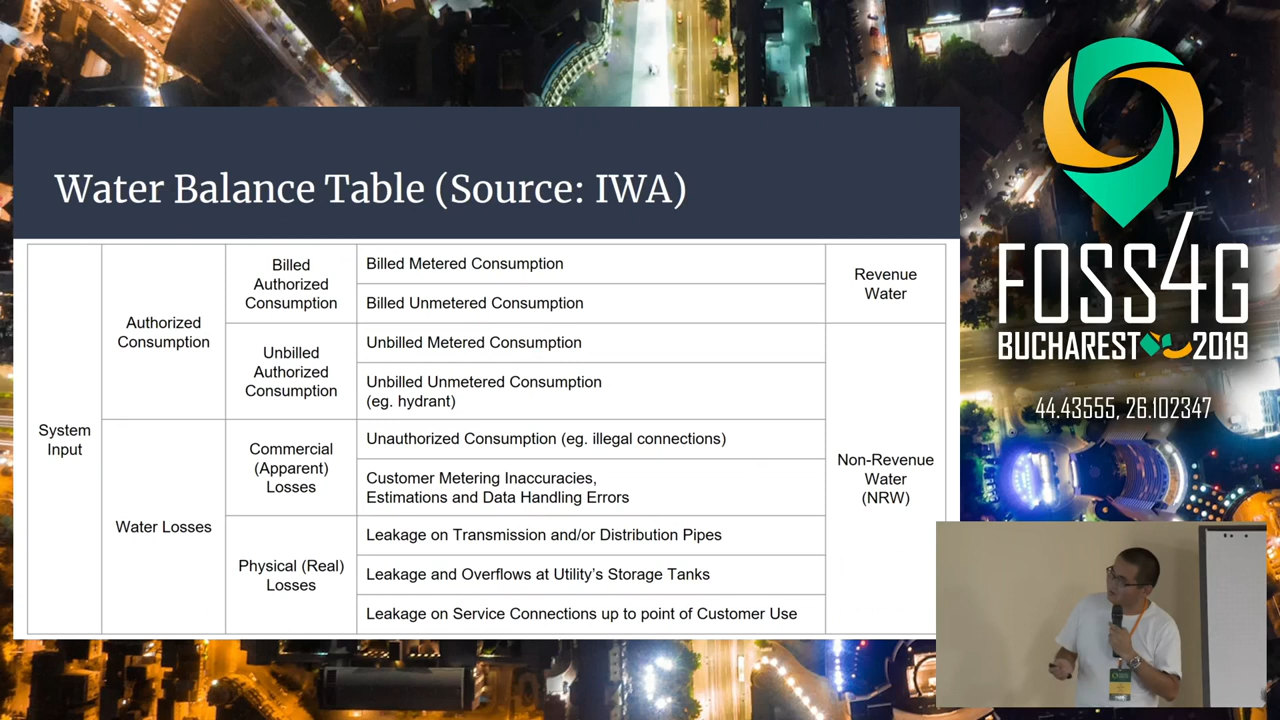 Water Balance Table (Source: IWA)
System
Input
Authorized
Consumption
Billed
Authorized
Consumption
Billed Metered Consumption
Billed Unmetered Consumption
Revenue
Water
Unbilled
Authorized
Consumption
Unbilled Metered Consumption
Unbilled Unmetered Consumption
(eg. hydrant)
Water Losses
Commercial
(Apparent)
Losses
Unauthorized Consumption (eg. illegal connections)
Customer Metering Inaccuracies,
Estimations and Data Handling Errors
Non-Revenue
Water
(NRW)
Physical (Real)
Losses
Leakage on Transmission and/or Distribution Pipes
Leakage and Overflows at Utility's Storage Tanks
Leakage on Service Connections up to point of Customer Use
FOSS4G
BUCHAREST 2019
44.43555, 26.102347